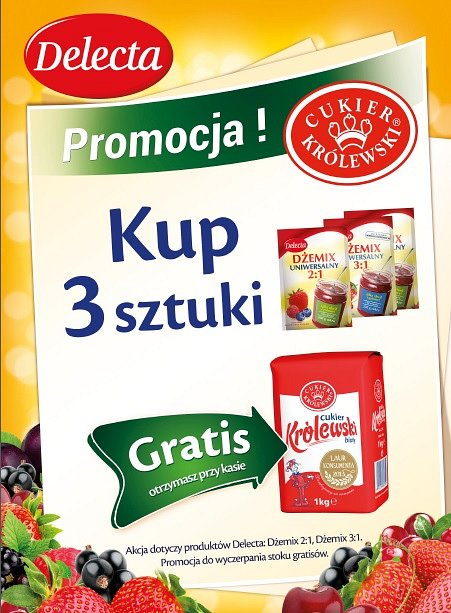 Delecta
Promocja !
CUKIER
KRÓLEWSKI®
Kup
3 sztuki
Delecta
DŻEMIX
UNIWERSALNY
2:1
DŻEMIX
UNIWERSALNY
3:1
Gratis
otrzymasz przy kasie
CUKIER
KRÓLEWSKI
cukier
Królewski
biały
LAUR
KONSUMENTA
2013
1kg e
Akcja dotyczy produktów Delecta: Dżemix 2:1, Dżemix 3:1.
Promocja do wyczerpania stoku gratisów.